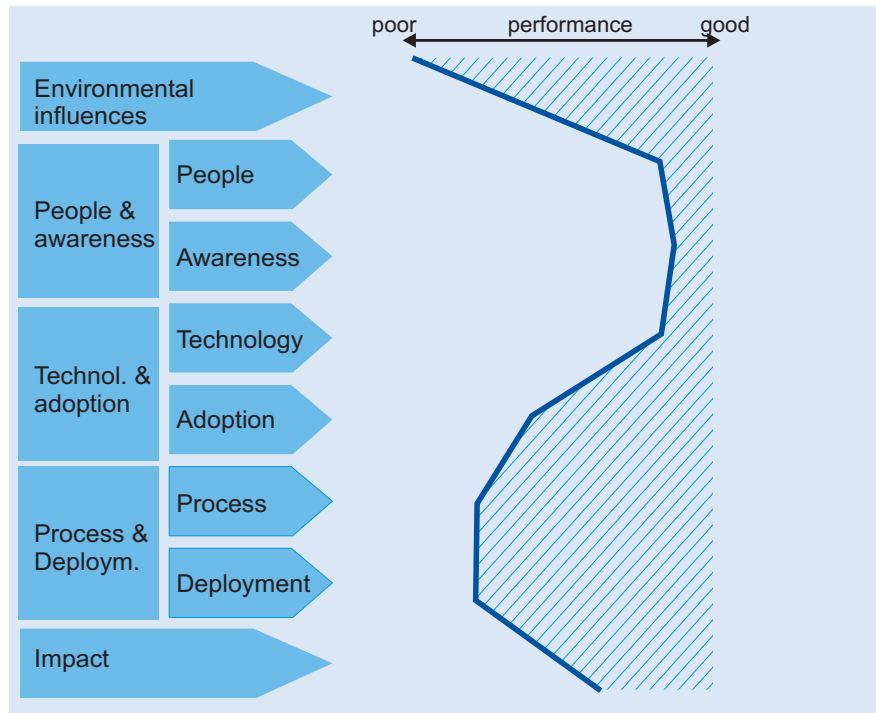 poor performance good
Environmental
influences
People &
awareness
People
Awareness
Technol. &
adoption
Technology
Adoption
Process &
Deploym.
Process
Deployment
Impact